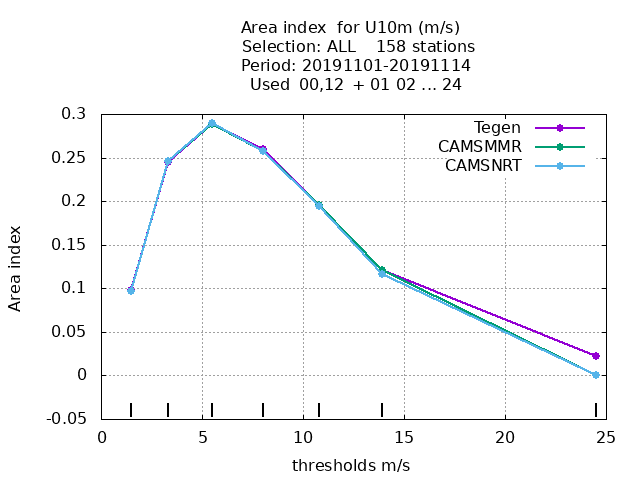 Area index  for U10m (m/s)
Selection: ALL    158 stations
Period: 20191101-20191114
Used  00,12  + 01 02 ... 24
Tegen
CAMSMMR
CAMSNRT
0.3
0.25
0.2
0.15
0.1
0.05
0
-0.05
Area index
0 5 10 15 20 25
thresholds m/s